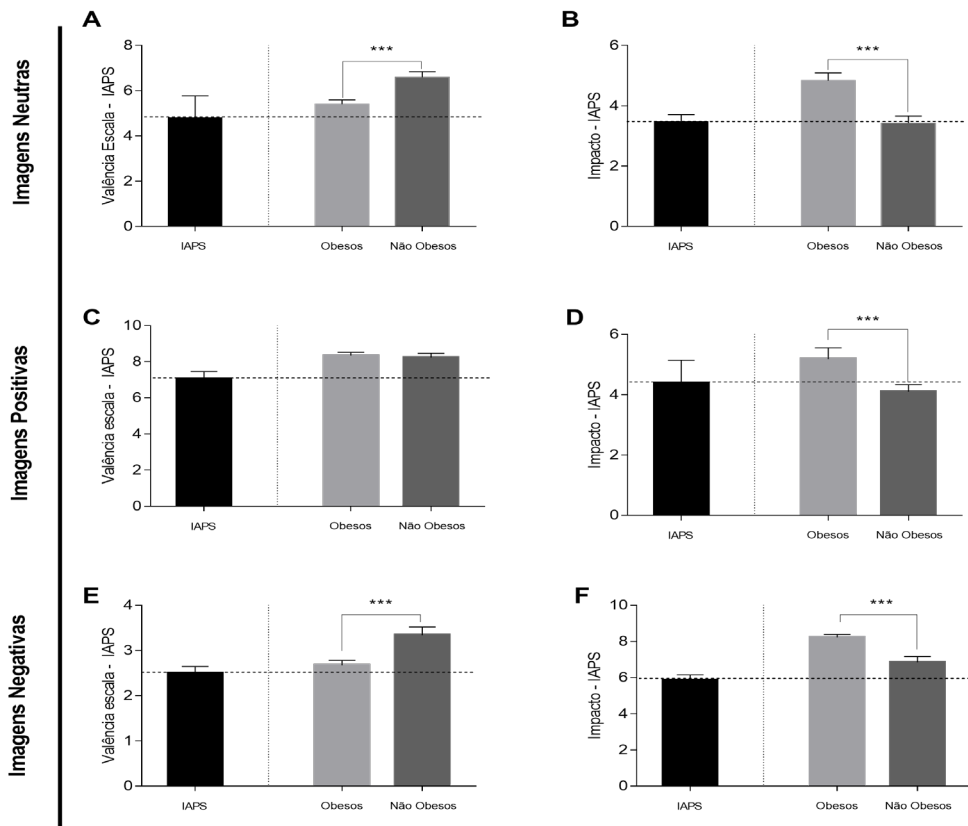 Imagens Neutras
A
Valência Escala - IAPS
8
6
4
2
0
***
IAPS
Obesos
Não Obesos
B
Impacto - IAPS
6
4
2
0
***
IAPS
Obesos
Não Obesos
Imagens Positivas
C
Valência escala - IAPS
10
8
6
4
2
0
IAPS
Obesos
Não Obesos
D
Impacto - IAPS
6
4
2
0
***
IAPS
Obesos
Não Obesos
Imagens Negativas
E
Valência escala - IAPS
4
3
2
1
0
***
IAPS
Obesos
Não Obesos
F
Impacto - IAPS
10
8
6
4
2
0
***
IAPS
Obesos
Não Obesos